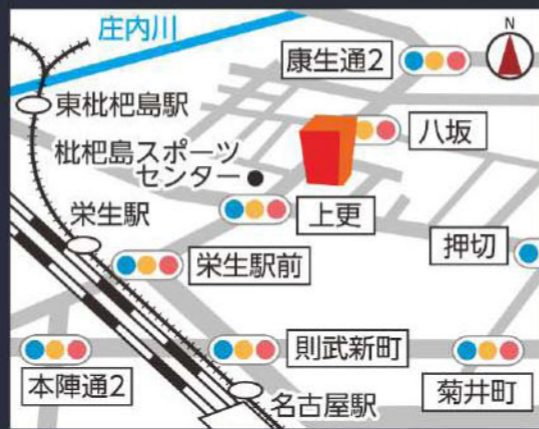 庄内川
N
康生通2
東枇杷島駅
八坂
枇杷島スポーツ
センター
栄生駅
上更
押切
栄生駅前
則武新町
本陣通2
菊井町
名古屋駅